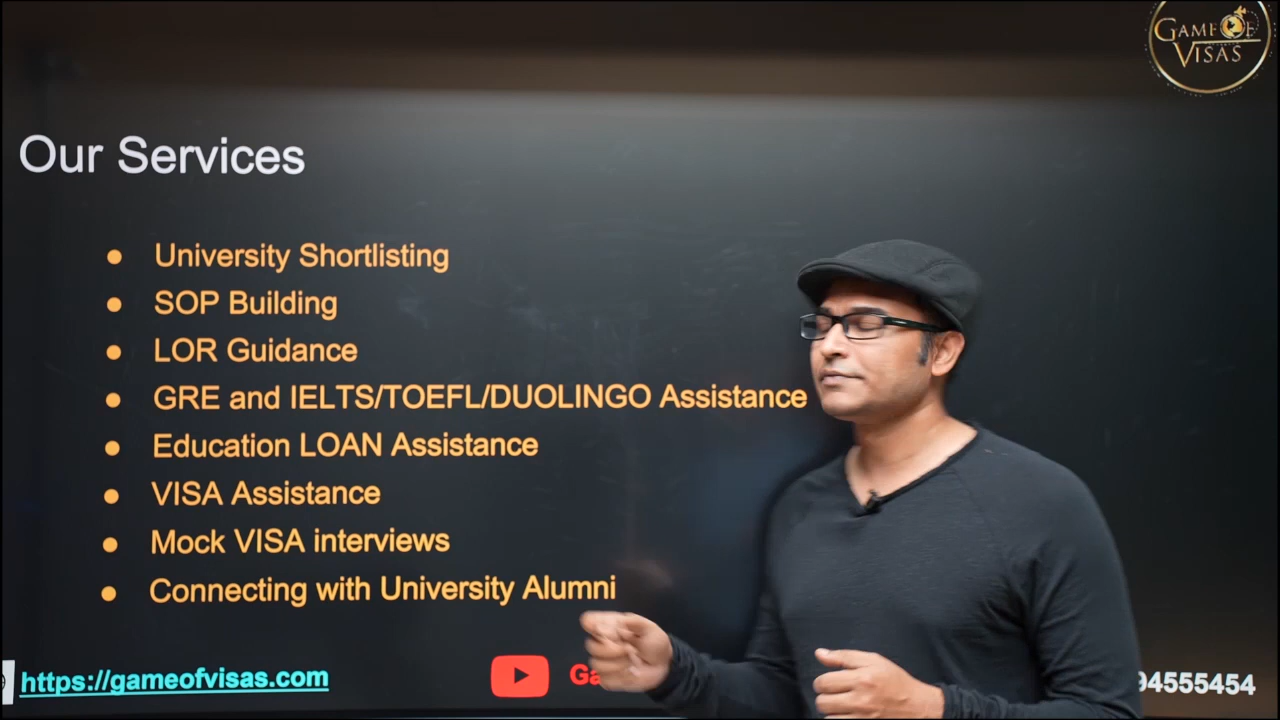 GAME OF
VISAS
Our Services
● University Shortlisting
● SOP Building
● LOR Guidance
● GRE and IELTS/TOEFL/DUOLINGO Assistance
● Education LOAN Assistance
● VISA Assistance
● Mock VISA interviews
● Connecting with University Alumni
https://gameofvisas.com
Ga
94555454